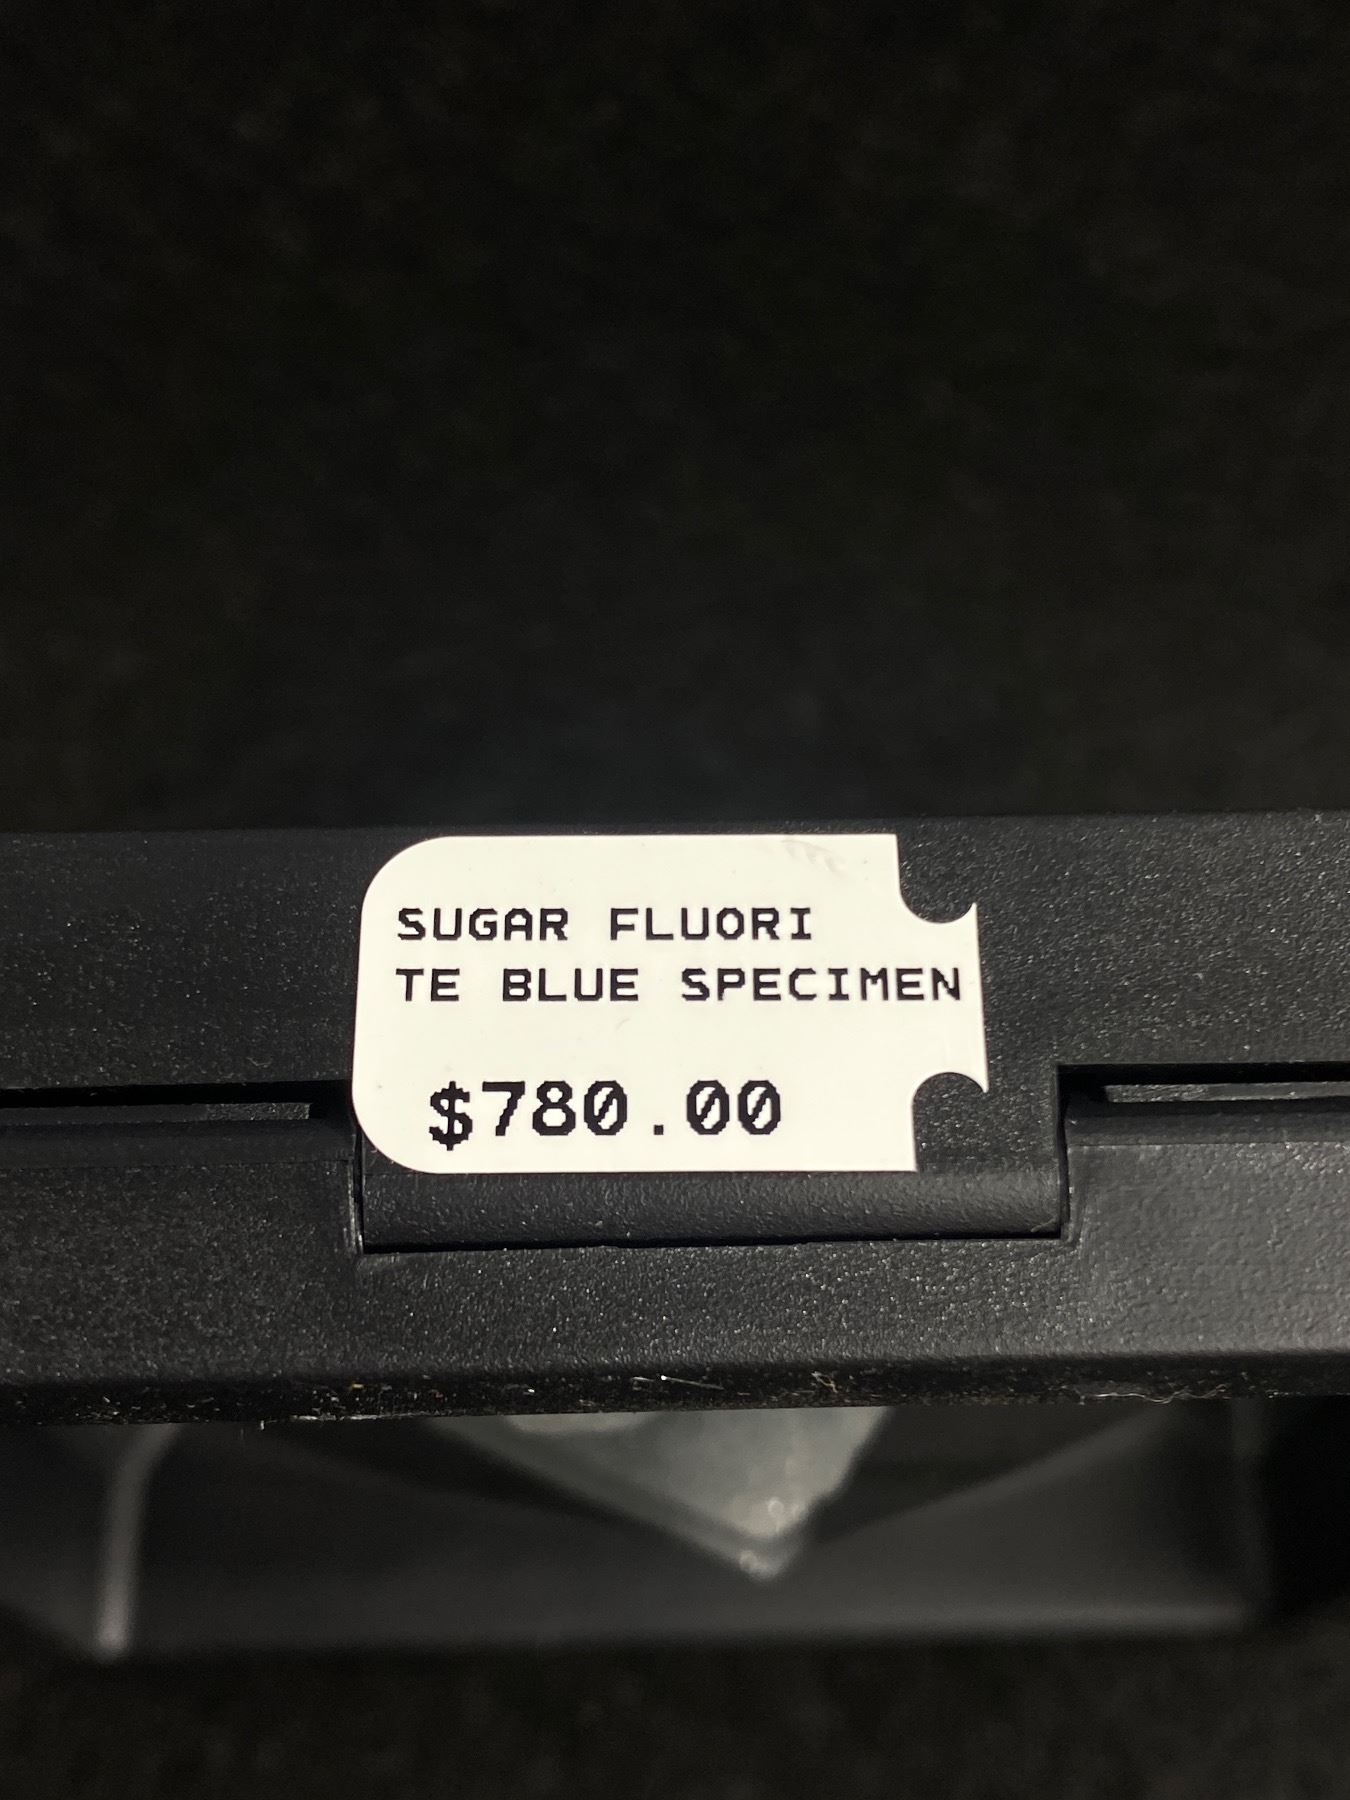 SUGAR FLUORI
TE BLUE SPECIMEN
$780.00